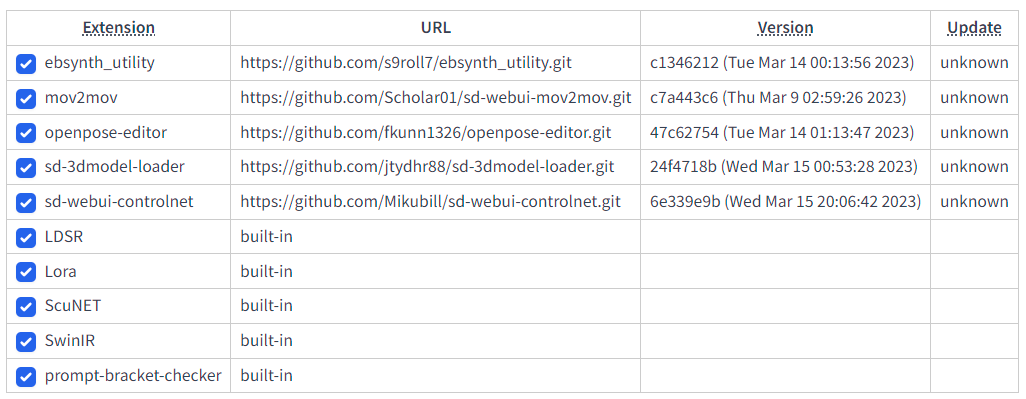 Extension URL Version Update
ebsynth_utility https://github.com/s9roll7/ebsynth_utility.git c1346212 (Tue Mar 14 00:13:56 2023) unknown
mov2mov https://github.com/Scholar01/sd-webui-mov2mov.git c7a443c6 (Thu Mar 9 02:59:26 2023) unknown
openpose-editor https://github.com/fkunn1326/openpose-editor.git 47c62754 (Tue Mar 14 01:13:47 2023) unknown
sd-3dmodel-loader https://github.com/jtydhr88/sd-3dmodel-loader.git 24f4718b (Wed Mar 15 00:53:28 2023) unknown
sd-webui-controlnet https://github.com/Mikubill/sd-webui-controlnet.git 6e339e9b (Wed Mar 15 20:06:42 2023) unknown
LDSR built-in
Lora built-in
ScuNET built-in
SwinIR built-in
prompt-bracket-checker built-in